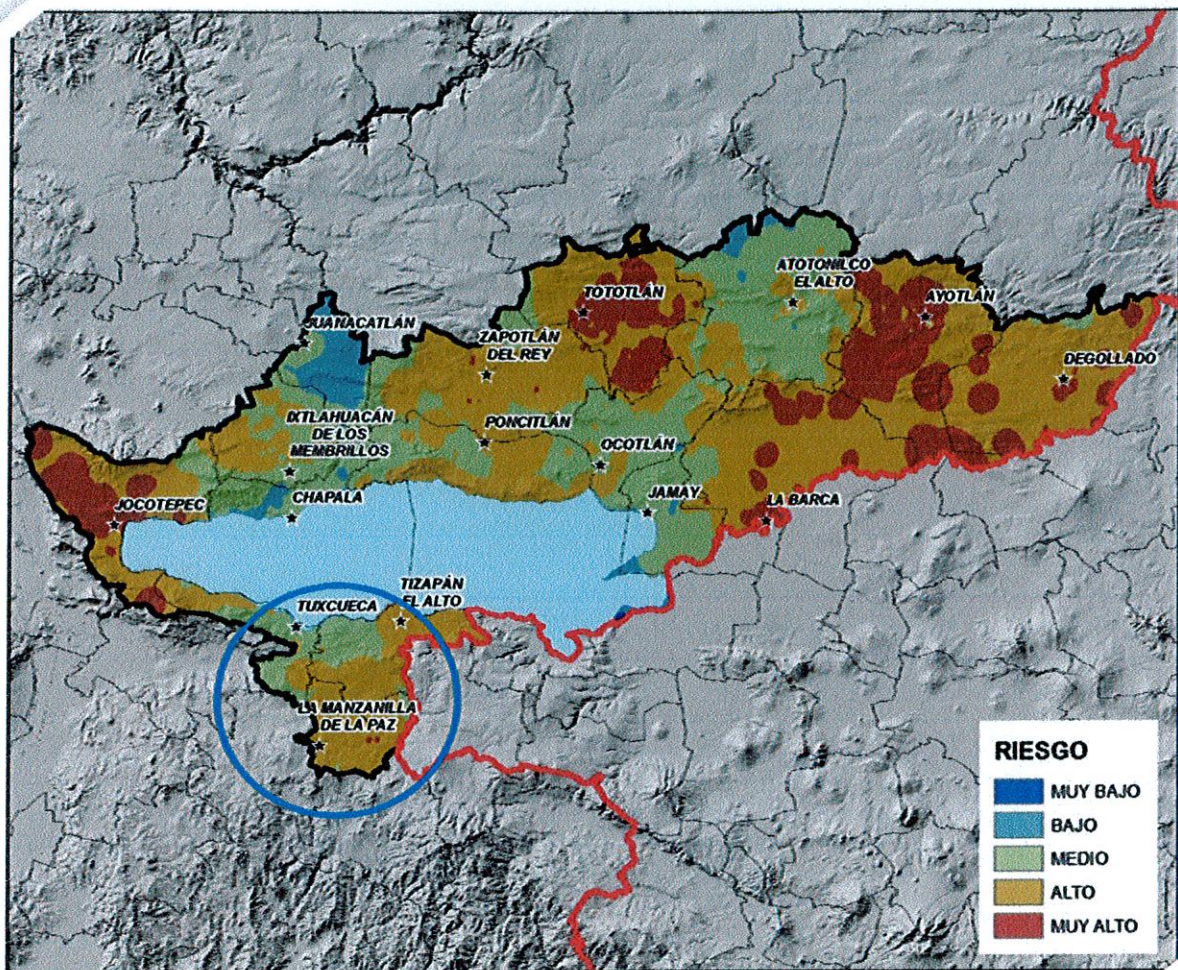 JUANACATLÁN
TOTOTLÁN
ATOTONILCO
EL ALTO
AYOTLÁN
ZAPOTLÁN
DEL REY
DEGOLLADO
IXTLAHUACÁN
DE LOS
MEMBRILLOS
PONCITLÁN
OCOTLÁN
JOCOTEPEC
CHAPALA
JAMAY
LA BARCA
TUXCUECA
TIZAPÁN
EL ALTO
LA MANZANILLA
DE LA PAZ
RIESGO
MUY BAJO
BAJO
MEDIO
ALTO
MUY ALTO